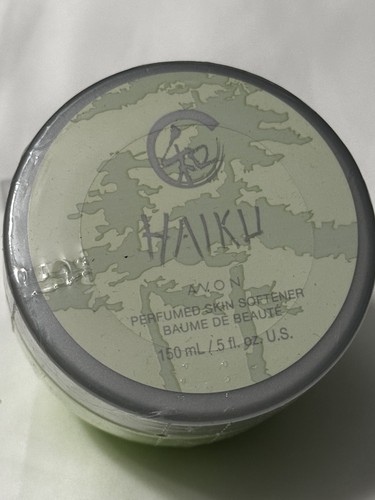 HAIKU
AVON
PERFUMED SKIN SOFTENER
BAUME DE BEAUTÉ
150 mL / 5 fl. oz. U.S.